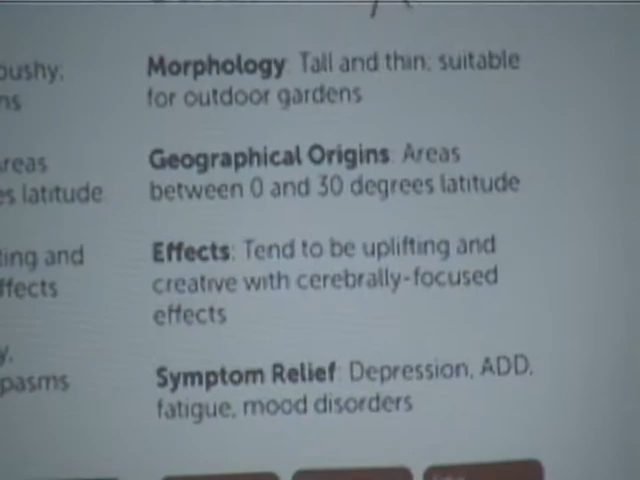 bushy,
ns
Areas
es latitude
ting and
ffects
y,
pasms
Morphology: Tall and thin, suitable
for outdoor gardens
Geographical Origins: Areas
between 0 and 30 degrees latitude
Effects: Tend to be uplifting and
creative with cerebrally-focused
effects
Symptom Relief: Depression, ADD,
fatigue, mood disorders